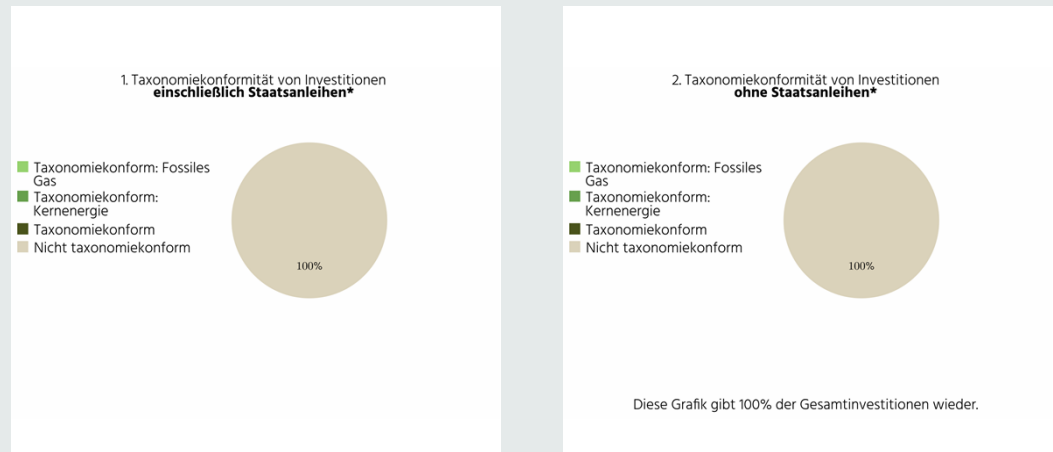 1. Taxonomiekonformität von Investitionen
einschließlich Staatsanleihen*
Taxonomiekonform: Fossiles
Gas
Taxonomiekonform:
Kernenergie
Taxonomiekonform
Nicht taxonomiekonform
100%
2. Taxonomiekonformität von Investitionen
ohne Staatsanleihen*
Taxonomiekonform: Fossiles
Gas
Taxonomiekonform:
Kernenergie
Taxonomiekonform
Nicht taxonomiekonform
100%
Diese Grafik gibt 100% der Gesamtinvestitionen wieder.